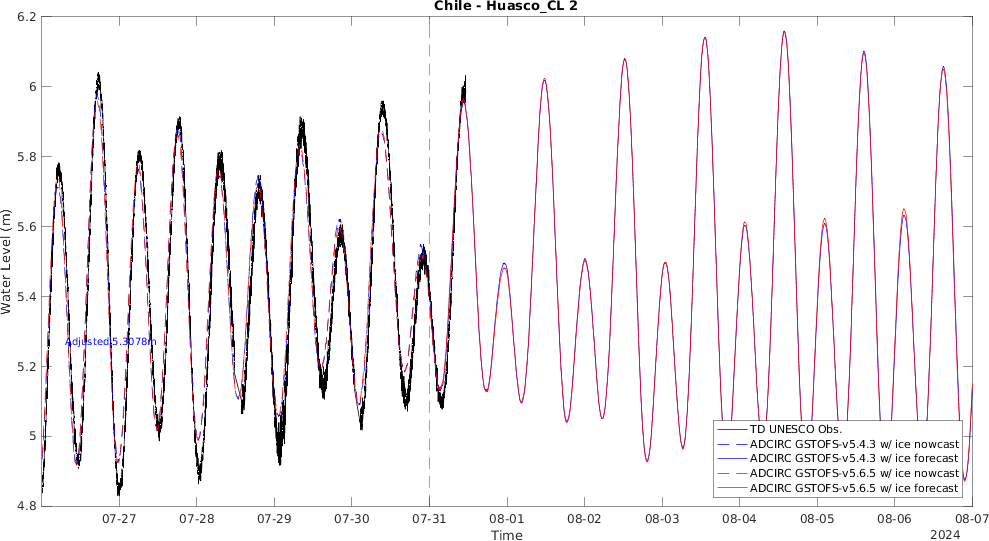 Chile - Huasco_CL 2
6.2
6
5.8
5.6
5.4
5.2
5
4.8
Water Level (m)
Adjusted 5.3078m
TD UNESCO Obs.
ADCIRC GSTOFS-v5.4.3 w/ ice nowcast
ADCIRC GSTOFS-v5.4.3 w/ ice forecast
ADCIRC GSTOFS-v5.6.5 w/ ice nowcast
ADCIRC GSTOFS-v5.6.5 w/ ice forecast
07-27 07-28 07-29 07-30 07-31 08-01 08-02 08-03 08-04 08-05 08-06 08-07
Time
2024